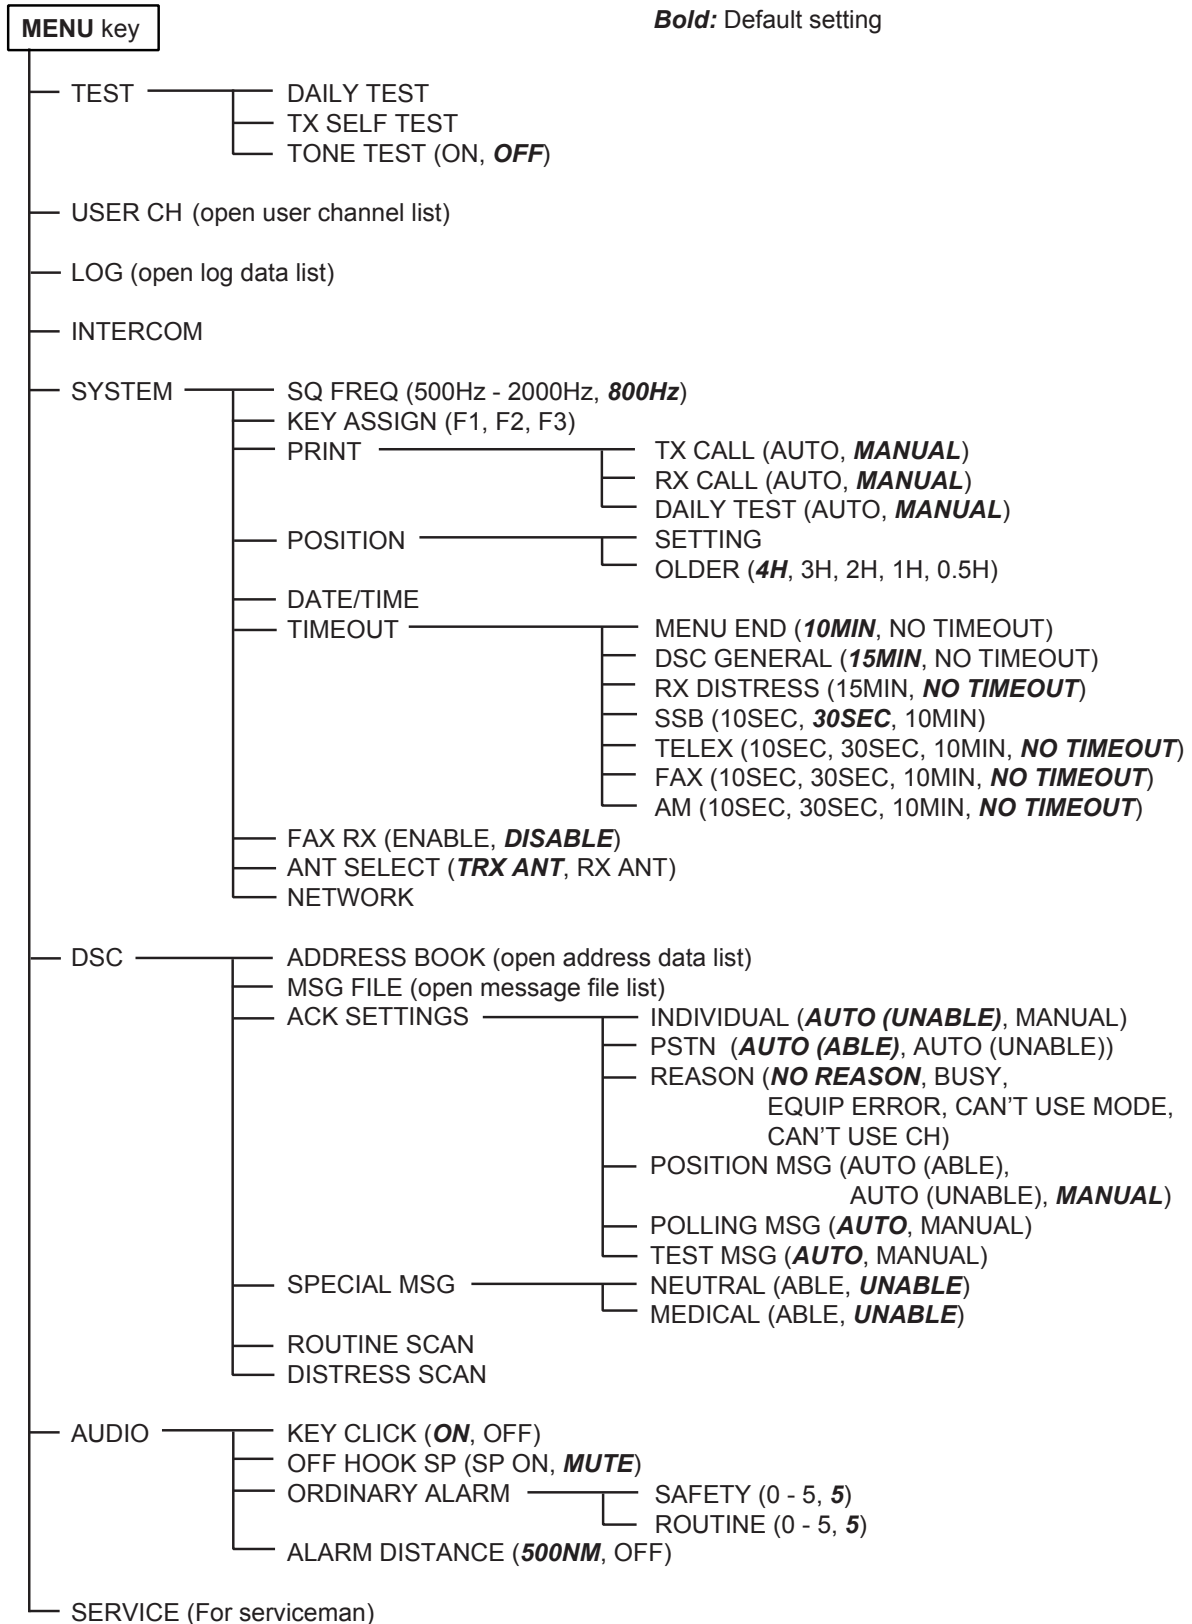 MENU key
Bold: Default setting
TEST
DAILY TEST
TX SELF TEST
TONE TEST (ON, OFF)
USER CH (open user channel list)
LOG (open log data list)
INTERCOM
SYSTEM
SQ FREQ (500Hz - 2000Hz, 800Hz)
KEY ASSIGN (F1, F2, F3)
PRINT
TX CALL (AUTO, MANUAL)
RX CALL (AUTO, MANUAL)
DAILY TEST (AUTO, MANUAL)
POSITION
SETTING
OLDER (4H, 3H, 2H, 1H, 0.5H)
DATE/TIME
TIMEOUT
MENU END (10MIN, NO TIMEOUT)
DSC GENERAL (15MIN, NO TIMEOUT)
RX DISTRESS (15MIN, NO TIMEOUT)
SSB (10SEC, 30SEC, 10MIN)
TELEX (10SEC, 30SEC, 10MIN, NO TIMEOUT)
FAX (10SEC, 30SEC, 10MIN, NO TIMEOUT)
AM (10SEC, 30SEC, 10MIN, NO TIMEOUT)
FAX RX (ENABLE, DISABLE)
ANT SELECT (TRX ANT, RX ANT)
NETWORK
DSC
ADDRESS BOOK (open address data list)
MSG FILE (open message file list)
ACK SETTINGS
INDIVIDUAL (AUTO (UNABLE), MANUAL)
PSTN (AUTO (ABLE), AUTO (UNABLE))
REASON (NO REASON, BUSY,
EQUIP ERROR, CAN'T USE MODE,
CAN'T USE CH)
POSITION MSG (AUTO (ABLE),
AUTO (UNABLE), MANUAL)
POLLING MSG (AUTO, MANUAL)
TEST MSG (AUTO, MANUAL)
SPECIAL MSG
NEUTRAL (ABLE, UNABLE)
MEDICAL (ABLE, UNABLE)
ROUTINE SCAN
DISTRESS SCAN
AUDIO
KEY CLICK (ON, OFF)
OFF HOOK SP (SP ON, MUTE)
ORDINARY ALARM
SAFETY (0 - 5, 5)
ROUTINE (0 - 5, 5)
ALARM DISTANCE (500NM, OFF)
SERVICE (For serviceman)